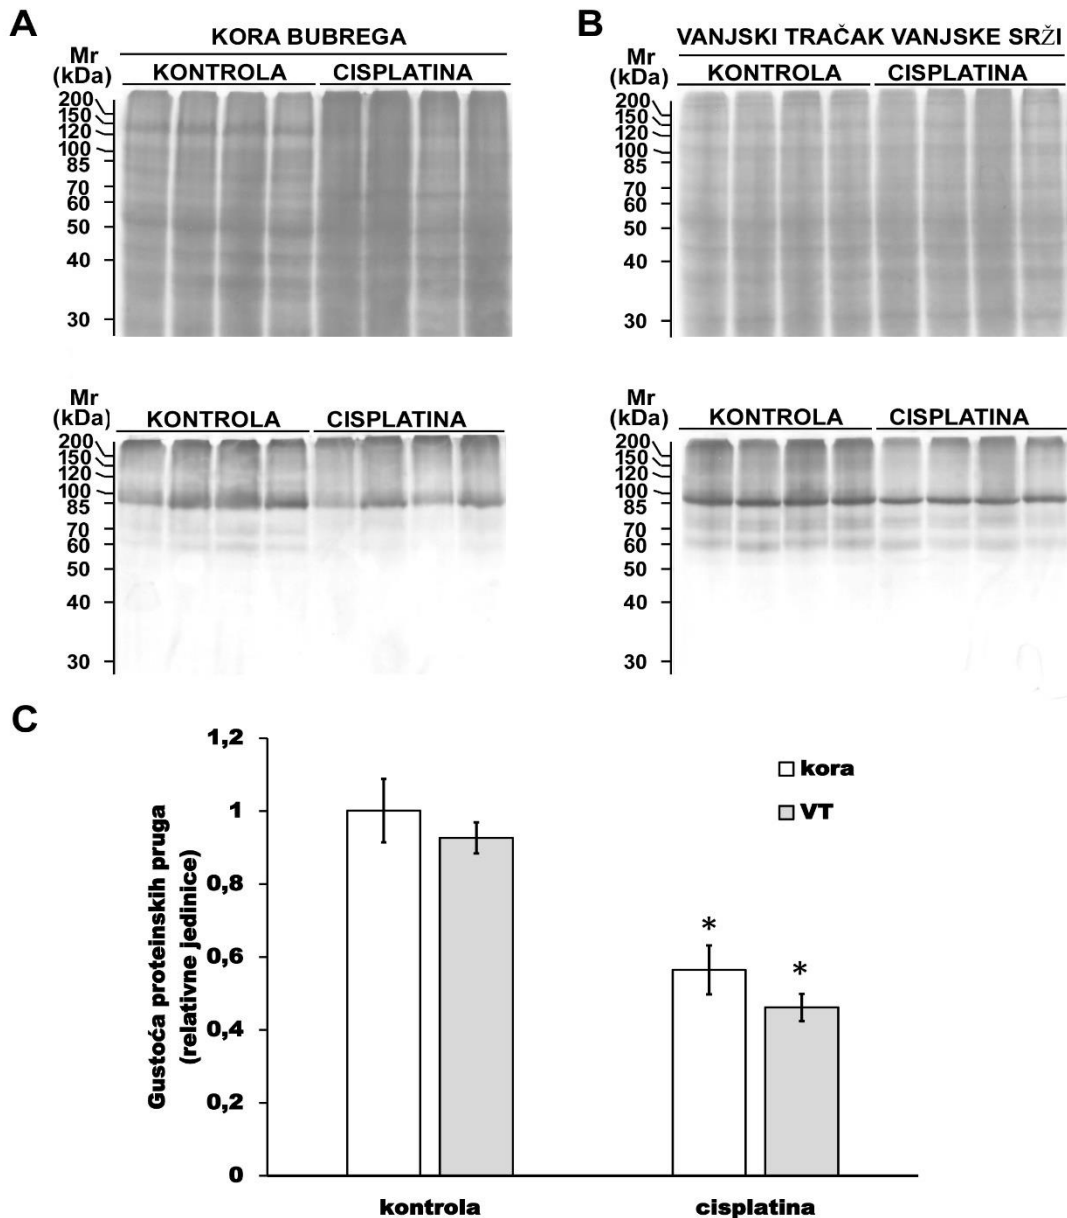 A
KORA BUBREGA
Mr
(kDa)
KONTROLA CISPLATINA
200
150
120
100
85
70
60
50
40
30
B
VANJSKI TRAČAK VANJSKE SRŽI
Mr
(kDa)
KONTROLA CISPLATINA
200
150
120
100
85
70
60
50
40
30
Mr
(kDa)
KONTROLA CISPLATINA
200
150
120
100
85
70
60
50
40
30
Mr
(kDa)
KONTROLA CISPLATINA
200
150
120
100
85
70
60
50
40
30
C
Gustoća proteinskih pruga
(relativne jedinice)
1,2
1
0,8
0,6
0,4
0,2
0
kora
VT
*
*
kontrola
cisplatina